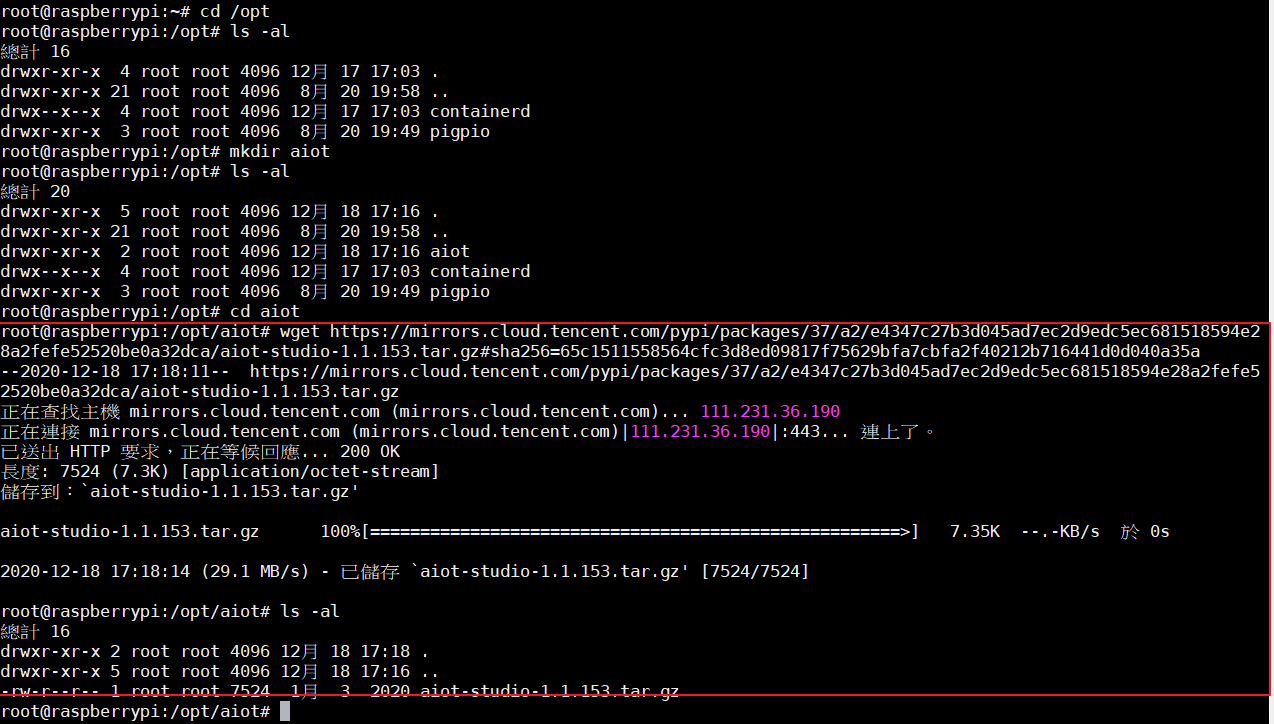 root@raspberrypi:~# cd /opt
root@raspberrypi:/opt# ls -al
總計 16
drwxr-xr-x  4 root root 4096 12月 17 17:03 .
drwxr-xr-x 21 root root 4096  8月 20 19:58 ..
drwx--x--x  4 root root 4096 12月 17 17:03 containerd
drwxr-xr-x  3 root root 4096  8月 20 19:49 pigpio
root@raspberrypi:/opt# mkdir aiot
root@raspberrypi:/opt# ls -al
總計 20
drwxr-xr-x  5 root root 4096 12月 18 17:16 .
drwxr-xr-x 21 root root 4096  8月 20 19:58 ..
drwxr-xr-x  2 root root 4096 12月 18 17:16 aiot
drwx--x--x  4 root root 4096 12月 17 17:03 containerd
drwxr-xr-x  3 root root 4096  8月 20 19:49 pigpio
root@raspberrypi:/opt# cd aiot
root@raspberrypi:/opt/aiot# wget https://mirrors.cloud.tencent.com/pypi/packages/37/a2/e4347c27b3d045ad7ec2d9edc5ec681518594e2
8a2fefe52520be0a32dca/aiot-studio-1.1.153.tar.gz#sha256=65c1511558564cfc3d8ed09817f75629bfa7cbfa2f40212b716441d0d040a35a
--2020-12-18 17:18:11--  https://mirrors.cloud.tencent.com/pypi/packages/37/a2/e4347c27b3d045ad7ec2d9edc5ec681518594e28a2fefe5
2520be0a32dca/aiot-studio-1.1.153.tar.gz
正在查找主機 mirrors.cloud.tencent.com (mirrors.cloud.tencent.com)... 111.231.36.190
正在連接 mirrors.cloud.tencent.com (mirrors.cloud.tencent.com)|111.231.36.190|:443... 連上了。
已送出 HTTP 要求，正在等候回應... 200 OK
長度: 7524 (7.3K) [application/octet-stream]
儲存到：`aiot-studio-1.1.153.tar.gz'
aiot-studio-1.1.153.tar.gz      100%[=====================================================>]   7.35K  --.-KB/s  於 0s
2020-12-18 17:18:14 (29.1 MB/s) - 已儲存 `aiot-studio-1.1.153.tar.gz' [7524/7524]
root@raspberrypi:/opt/aiot# ls -al
總計 16
drwxr-xr-x 2 root root 4096 12月 18 17:18 .
drwxr-xr-x 5 root root 4096 12月 18 17:16 ..
-rw-r--r-- 1 root root 7524  1月  3  2020 aiot-studio-1.1.153.tar.gz
root@raspberrypi:/opt/aiot#